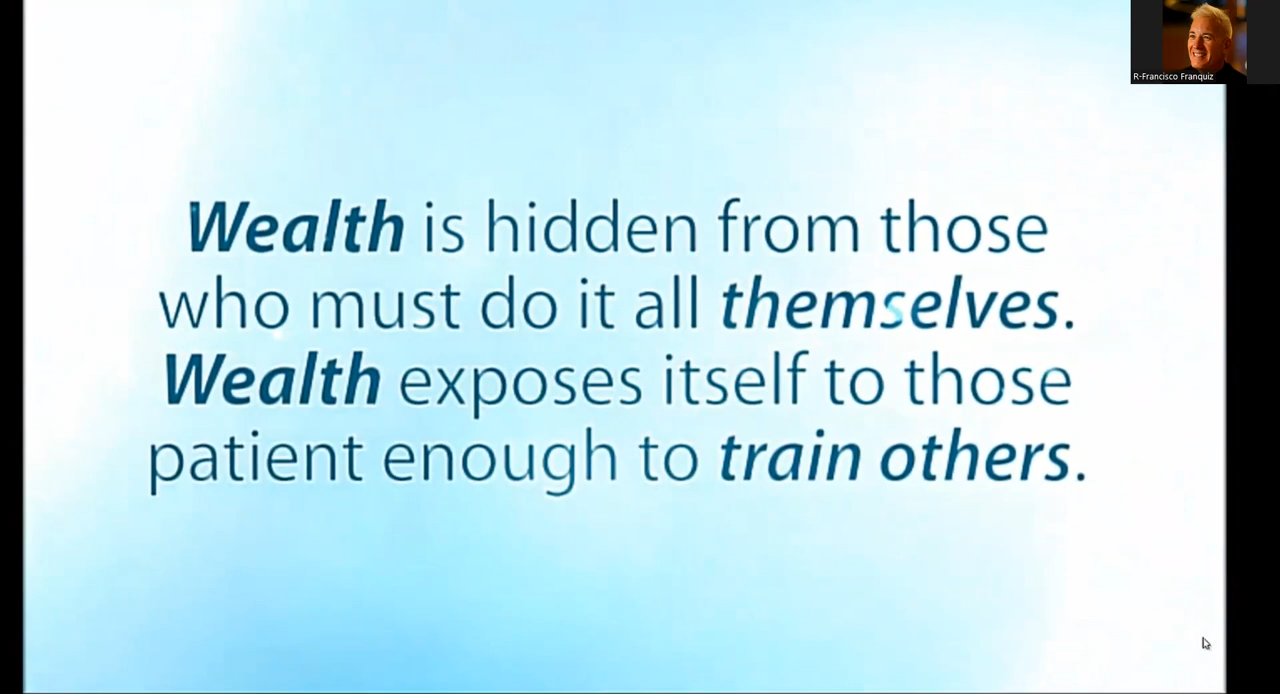 R-Francisco Franquiz
Wealth is hidden from those
who must do it all themselves.
Wealth exposes itself to those
patient enough to train others.